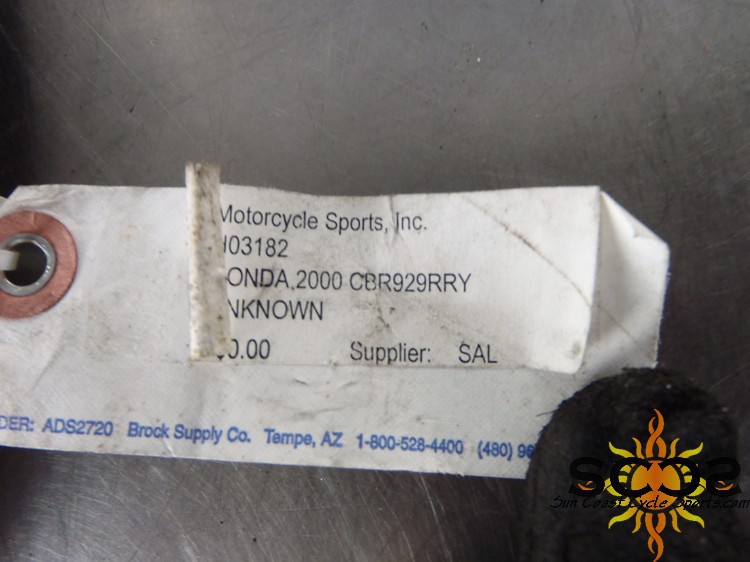 Motorcycle Sports, Inc.
H03182
ONDA,2000 CBR929RRY
NKNOWN
0.00 Supplier: SAL
DER: ADS2720 Brock Supply Co. Tempe, AZ 1-800-528-4400 (480) 96
SCCS
Sun Coast Cycle Sports.com